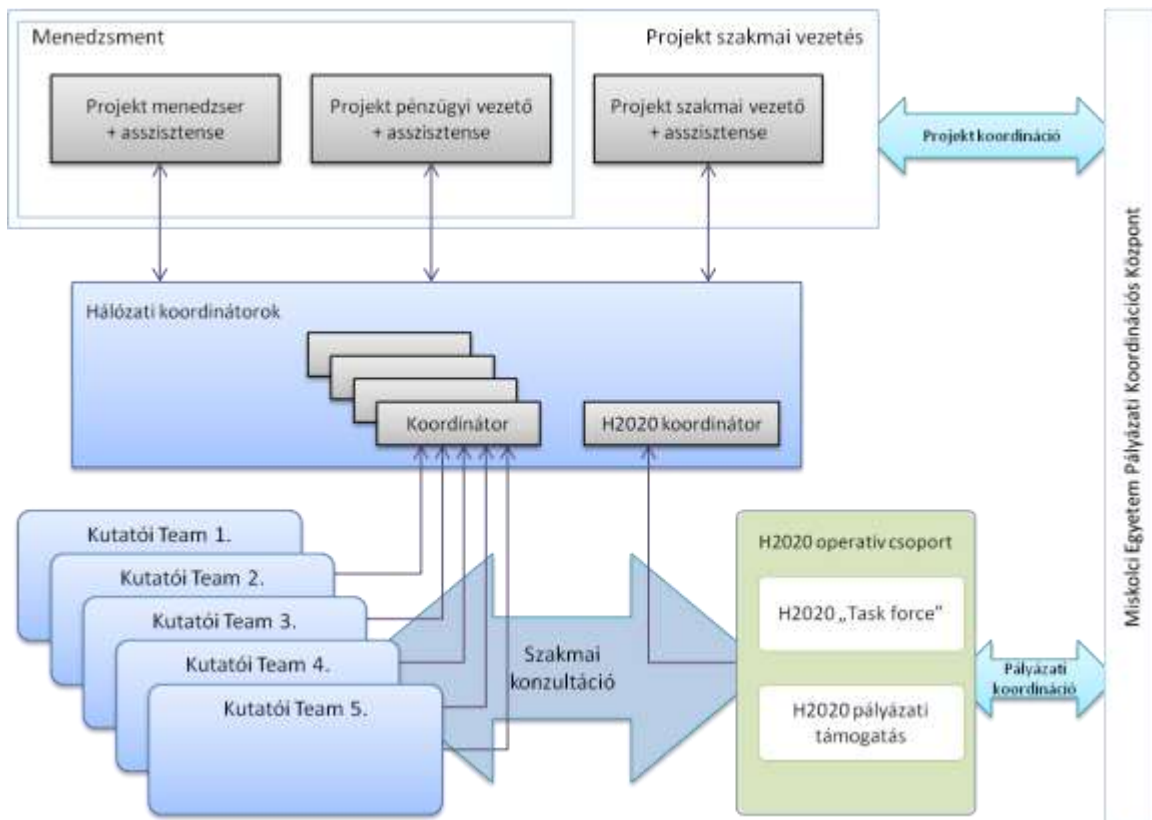 Menedzsment
Projekt szakmai vezetés
Projekt menedzser
+ asszisztense
Projekt pénzügyi vezető
+ asszisztense
Projekt szakmai vezető
+ asszisztense
Projekt koordináció
Hálózati koordinátorok
Koordinátor
H2020 koordinátor
Kutatói Team 1.
Kutatói Team 2.
Kutatói Team 3.
Kutatói Team 4.
Kutatói Team 5.
Szakmai
konzultáció
H2020 operatív csoport
H2020 „Task force”
H2020 pályázati
támogatás
Pályázati
koordináció
Miskolci Egyetem Pályázati Koordinációs Központ